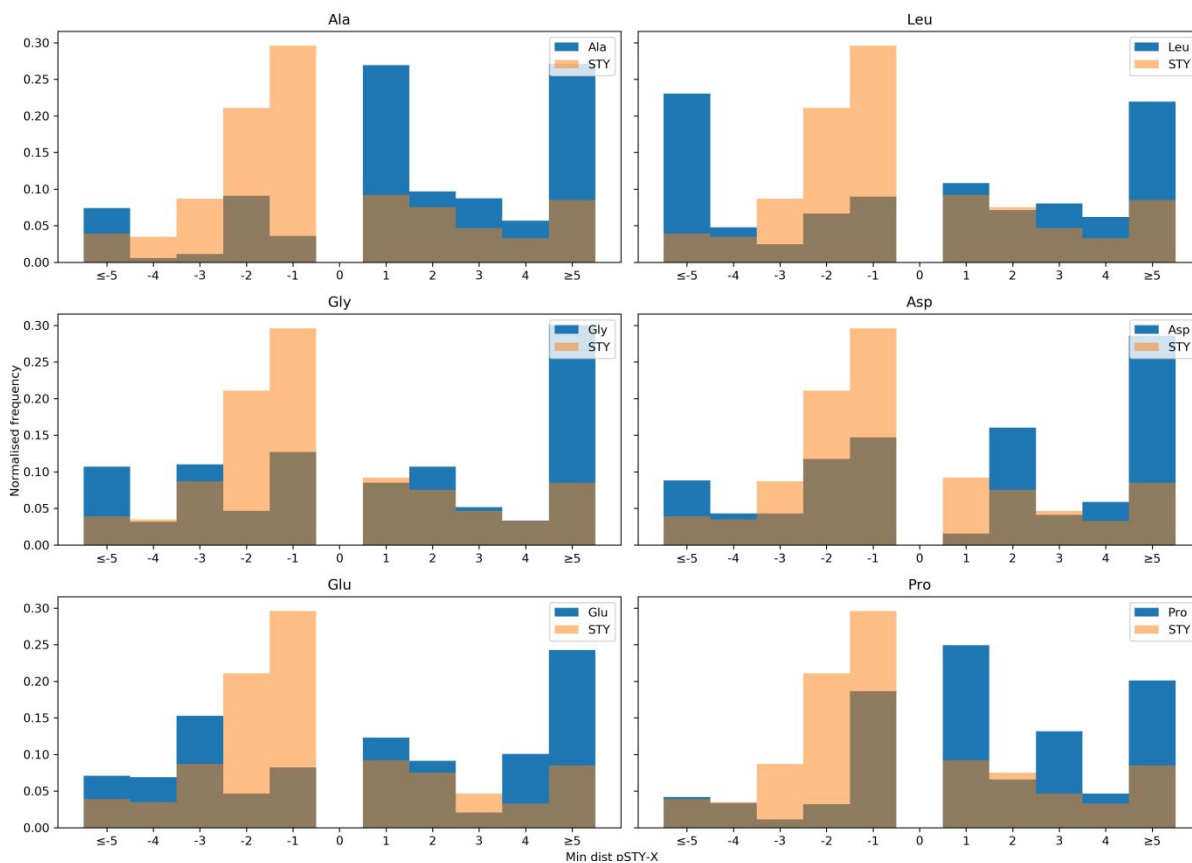 Ala
Leu
0.30
0.25
0.20
0.15
0.10
0.05
0.00
Ala
STY
Leu
STY
≤-5 -4 -3 -2 -1 0 1 2 3 4 ≥5
≤-5 -4 -3 -2 -1 0 1 2 3 4 ≥5
Gly
Asp
Normalised frequency
0.30
0.25
0.20
0.15
0.10
0.05
0.00
Gly
STY
Asp
STY
≤-5 -4 -3 -2 -1 0 1 2 3 4 ≥5
≤-5 -4 -3 -2 -1 0 1 2 3 4 ≥5
Glu
Pro
0.30
0.25
0.20
0.15
0.10
0.05
0.00
Glu
STY
Pro
STY
≤-5 -4 -3 -2 -1 0 1 2 3 4 ≥5
≤-5 -4 -3 -2 -1 0 1 2 3 4 ≥5
Min dist pSTY-X